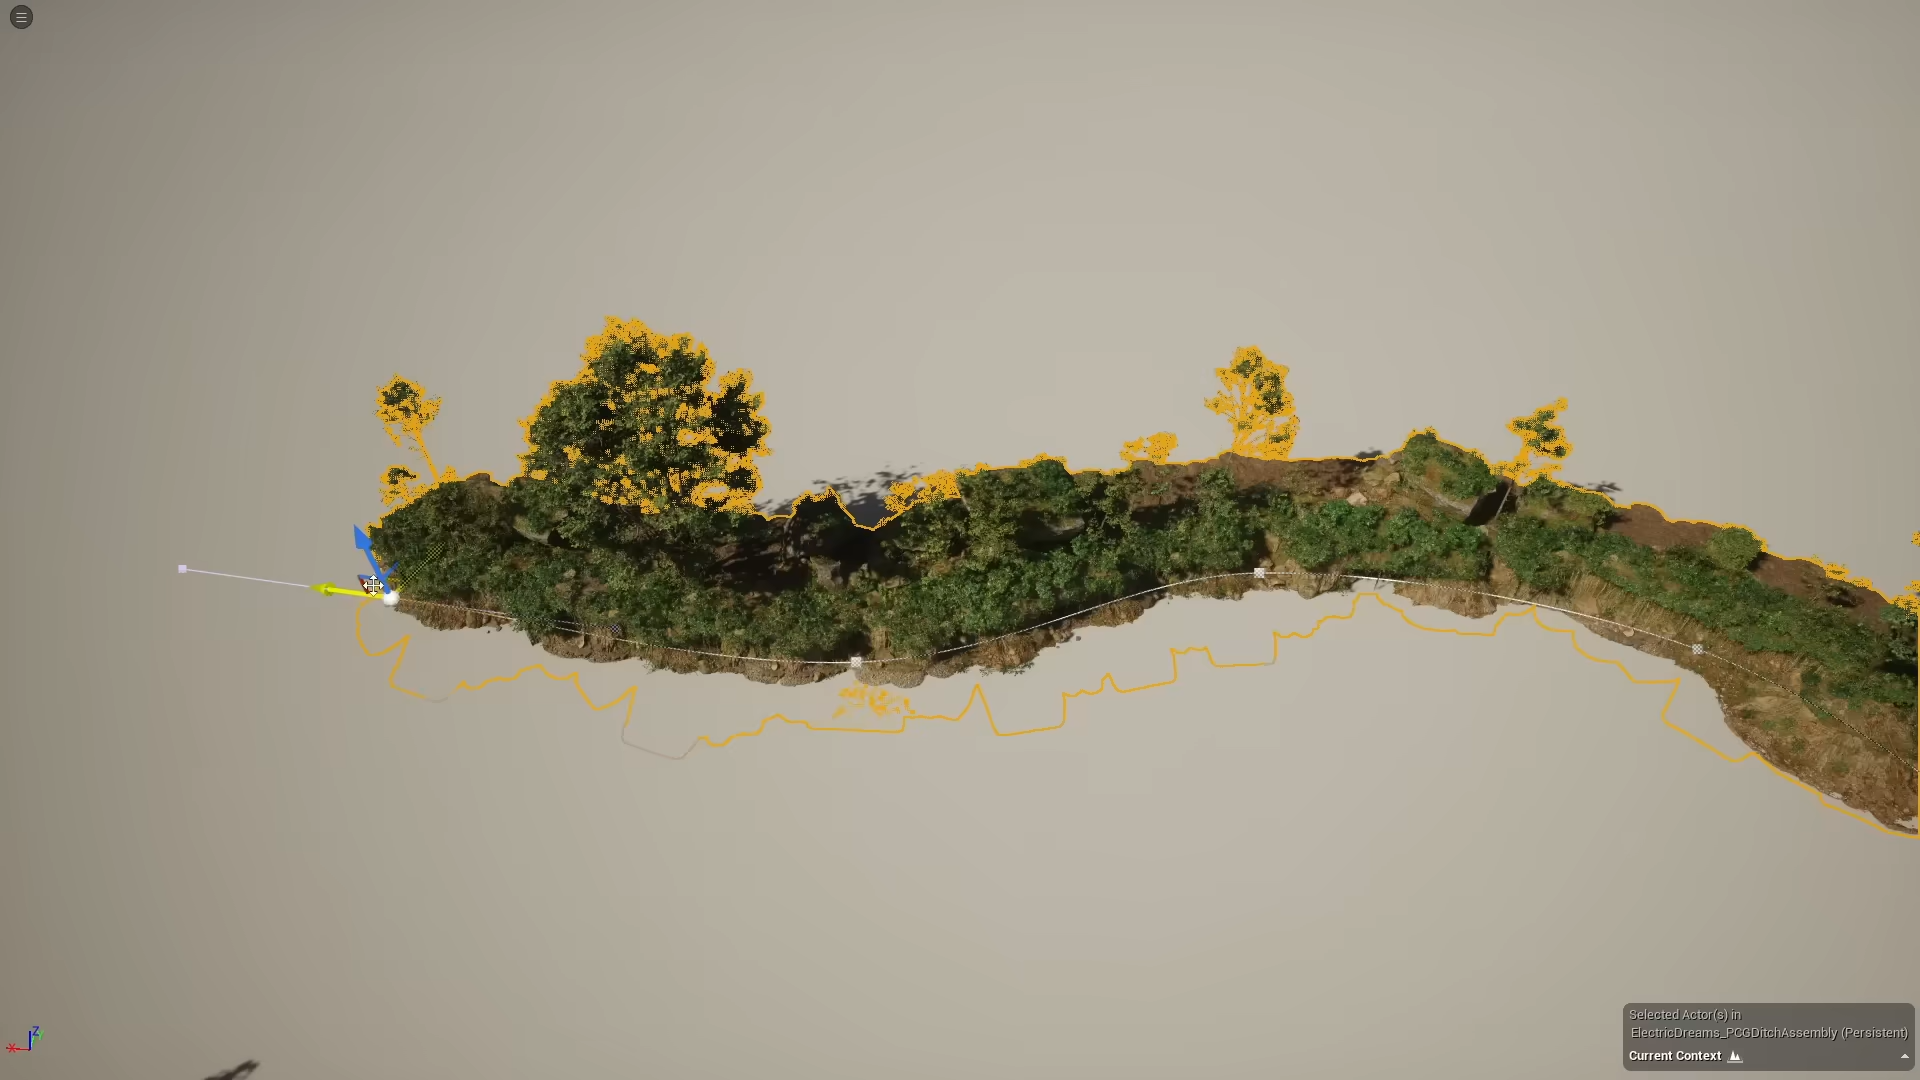 Selected Actor(s) in
ElectricDreams_PCGDitchAssembly (Persistent)
Current Context
Z
X